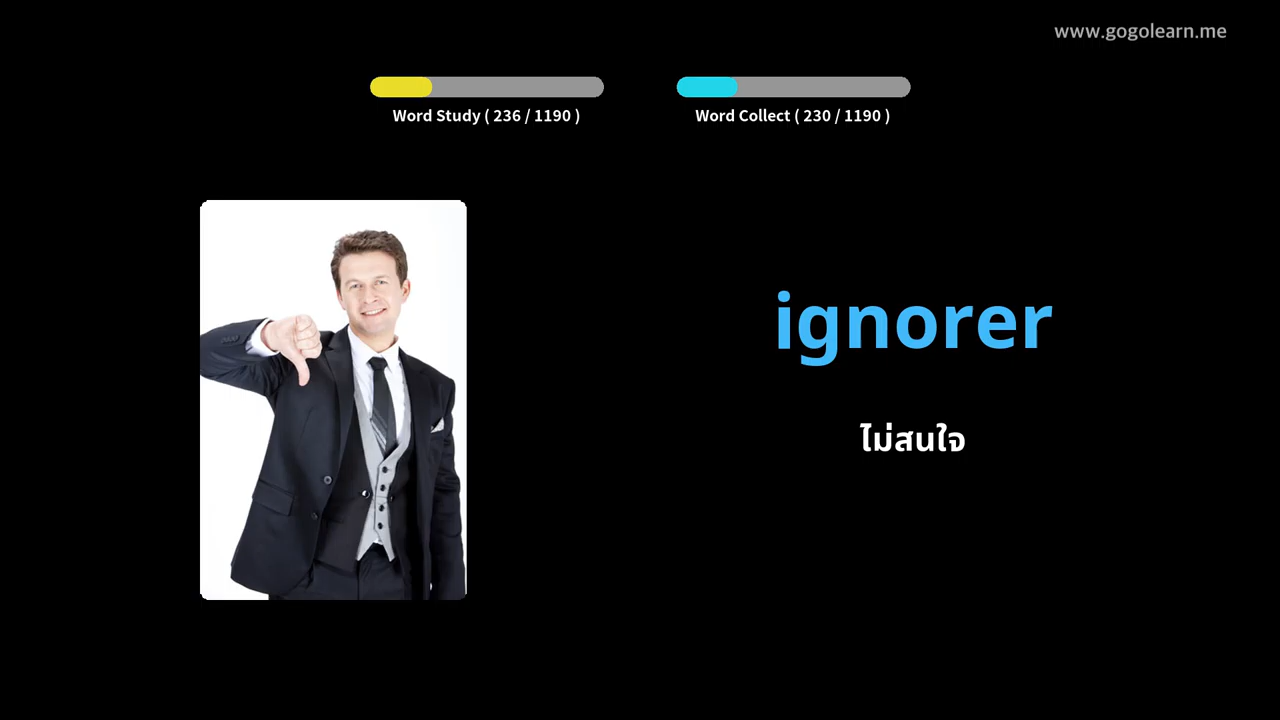 www.gogolearn.me
Word Study ( 236 / 1190 )
Word Collect ( 230 / 1190 )
ignorer
ไม่สนใจ